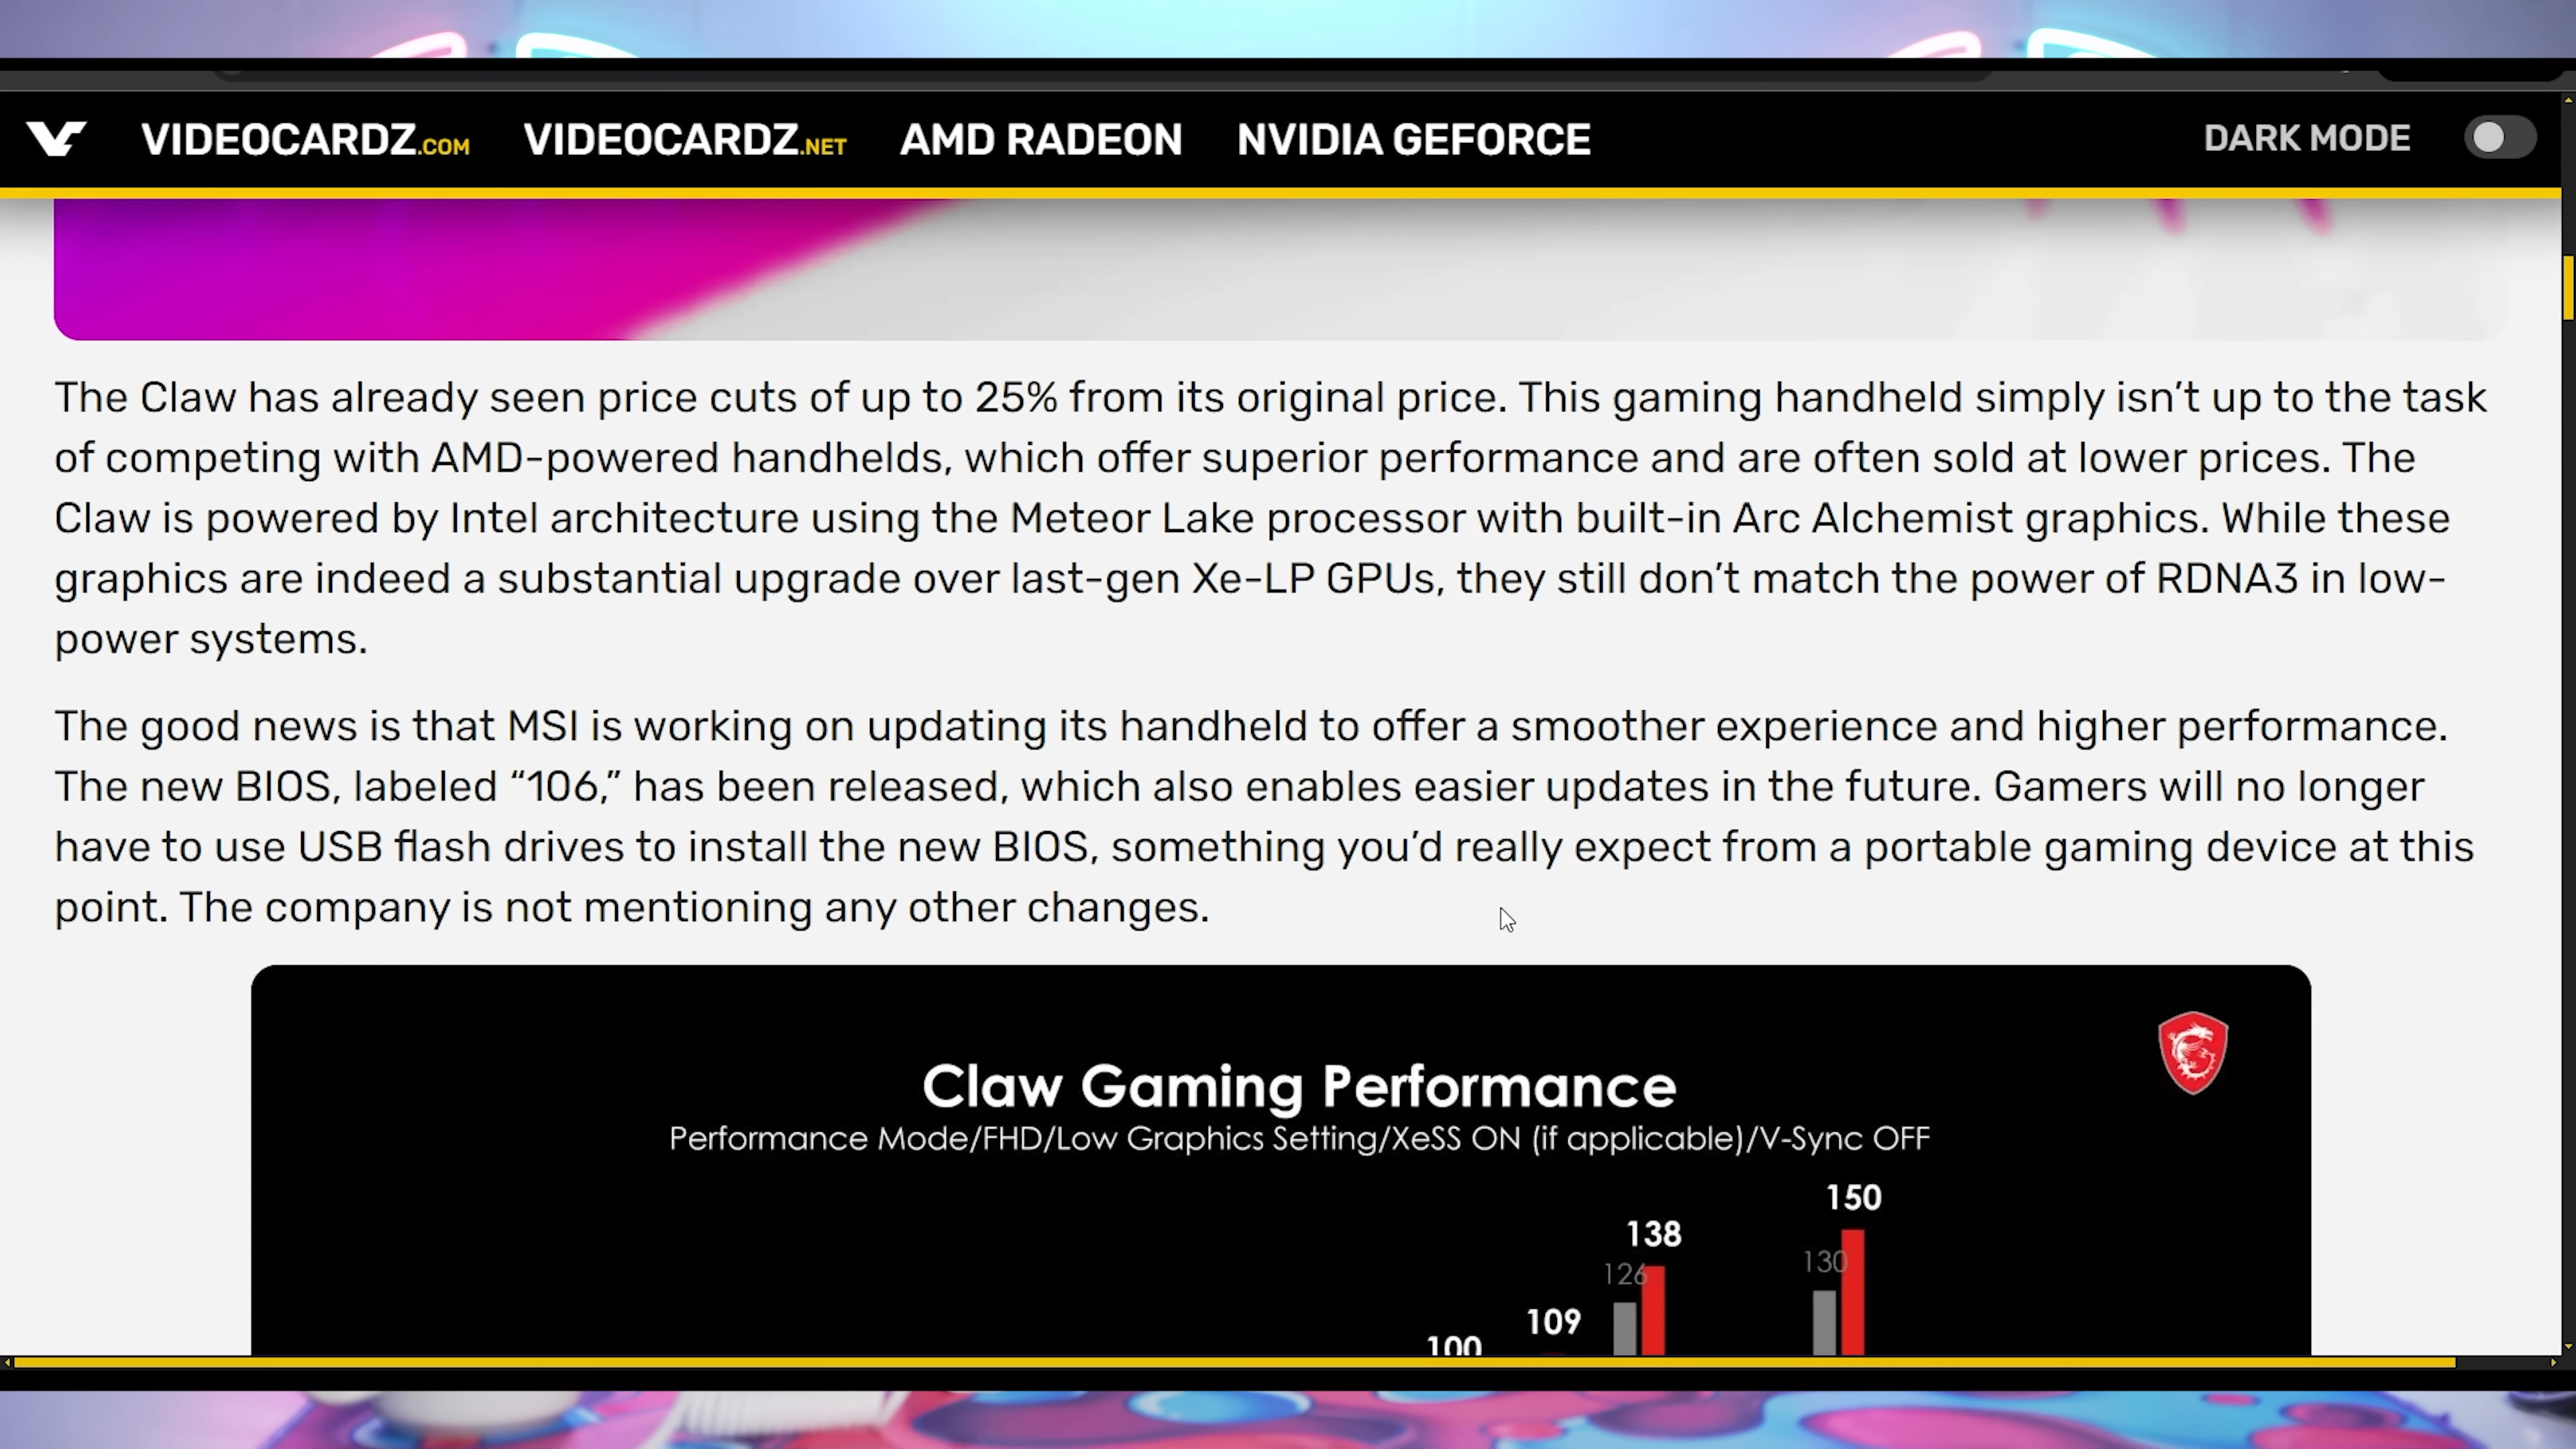 VIDEOCARDZ.COM VIDEOCARDZ.NET AMD RADEON NVIDIA GEFORCE DARK MODE
The Claw has already seen price cuts of up to 25% from its original price. This gaming handheld simply isn’t up to the task
of competing with AMD-powered handhelds, which offer superior performance and are often sold at lower prices. The
Claw is powered by Intel architecture using the Meteor Lake processor with built-in Arc Alchemist graphics. While these
graphics are indeed a substantial upgrade over last-gen Xe-LP GPUs, they still don’t match the power of RDNA3 in low-
power systems.
The good news is that MSI is working on updating its handheld to offer a smoother experience and higher performance.
The new BIOS, labeled “106,” has been released, which also enables easier updates in the future. Gamers will no longer
have to use USB flash drives to install the new BIOS, something you’d really expect from a portable gaming device at this
point. The company is not mentioning any other changes.
Claw Gaming Performance
Performance Mode/FHD/Low Graphics Setting/XeSS ON (if applicable)/V-Sync OFF
150
138
130
126
109
100